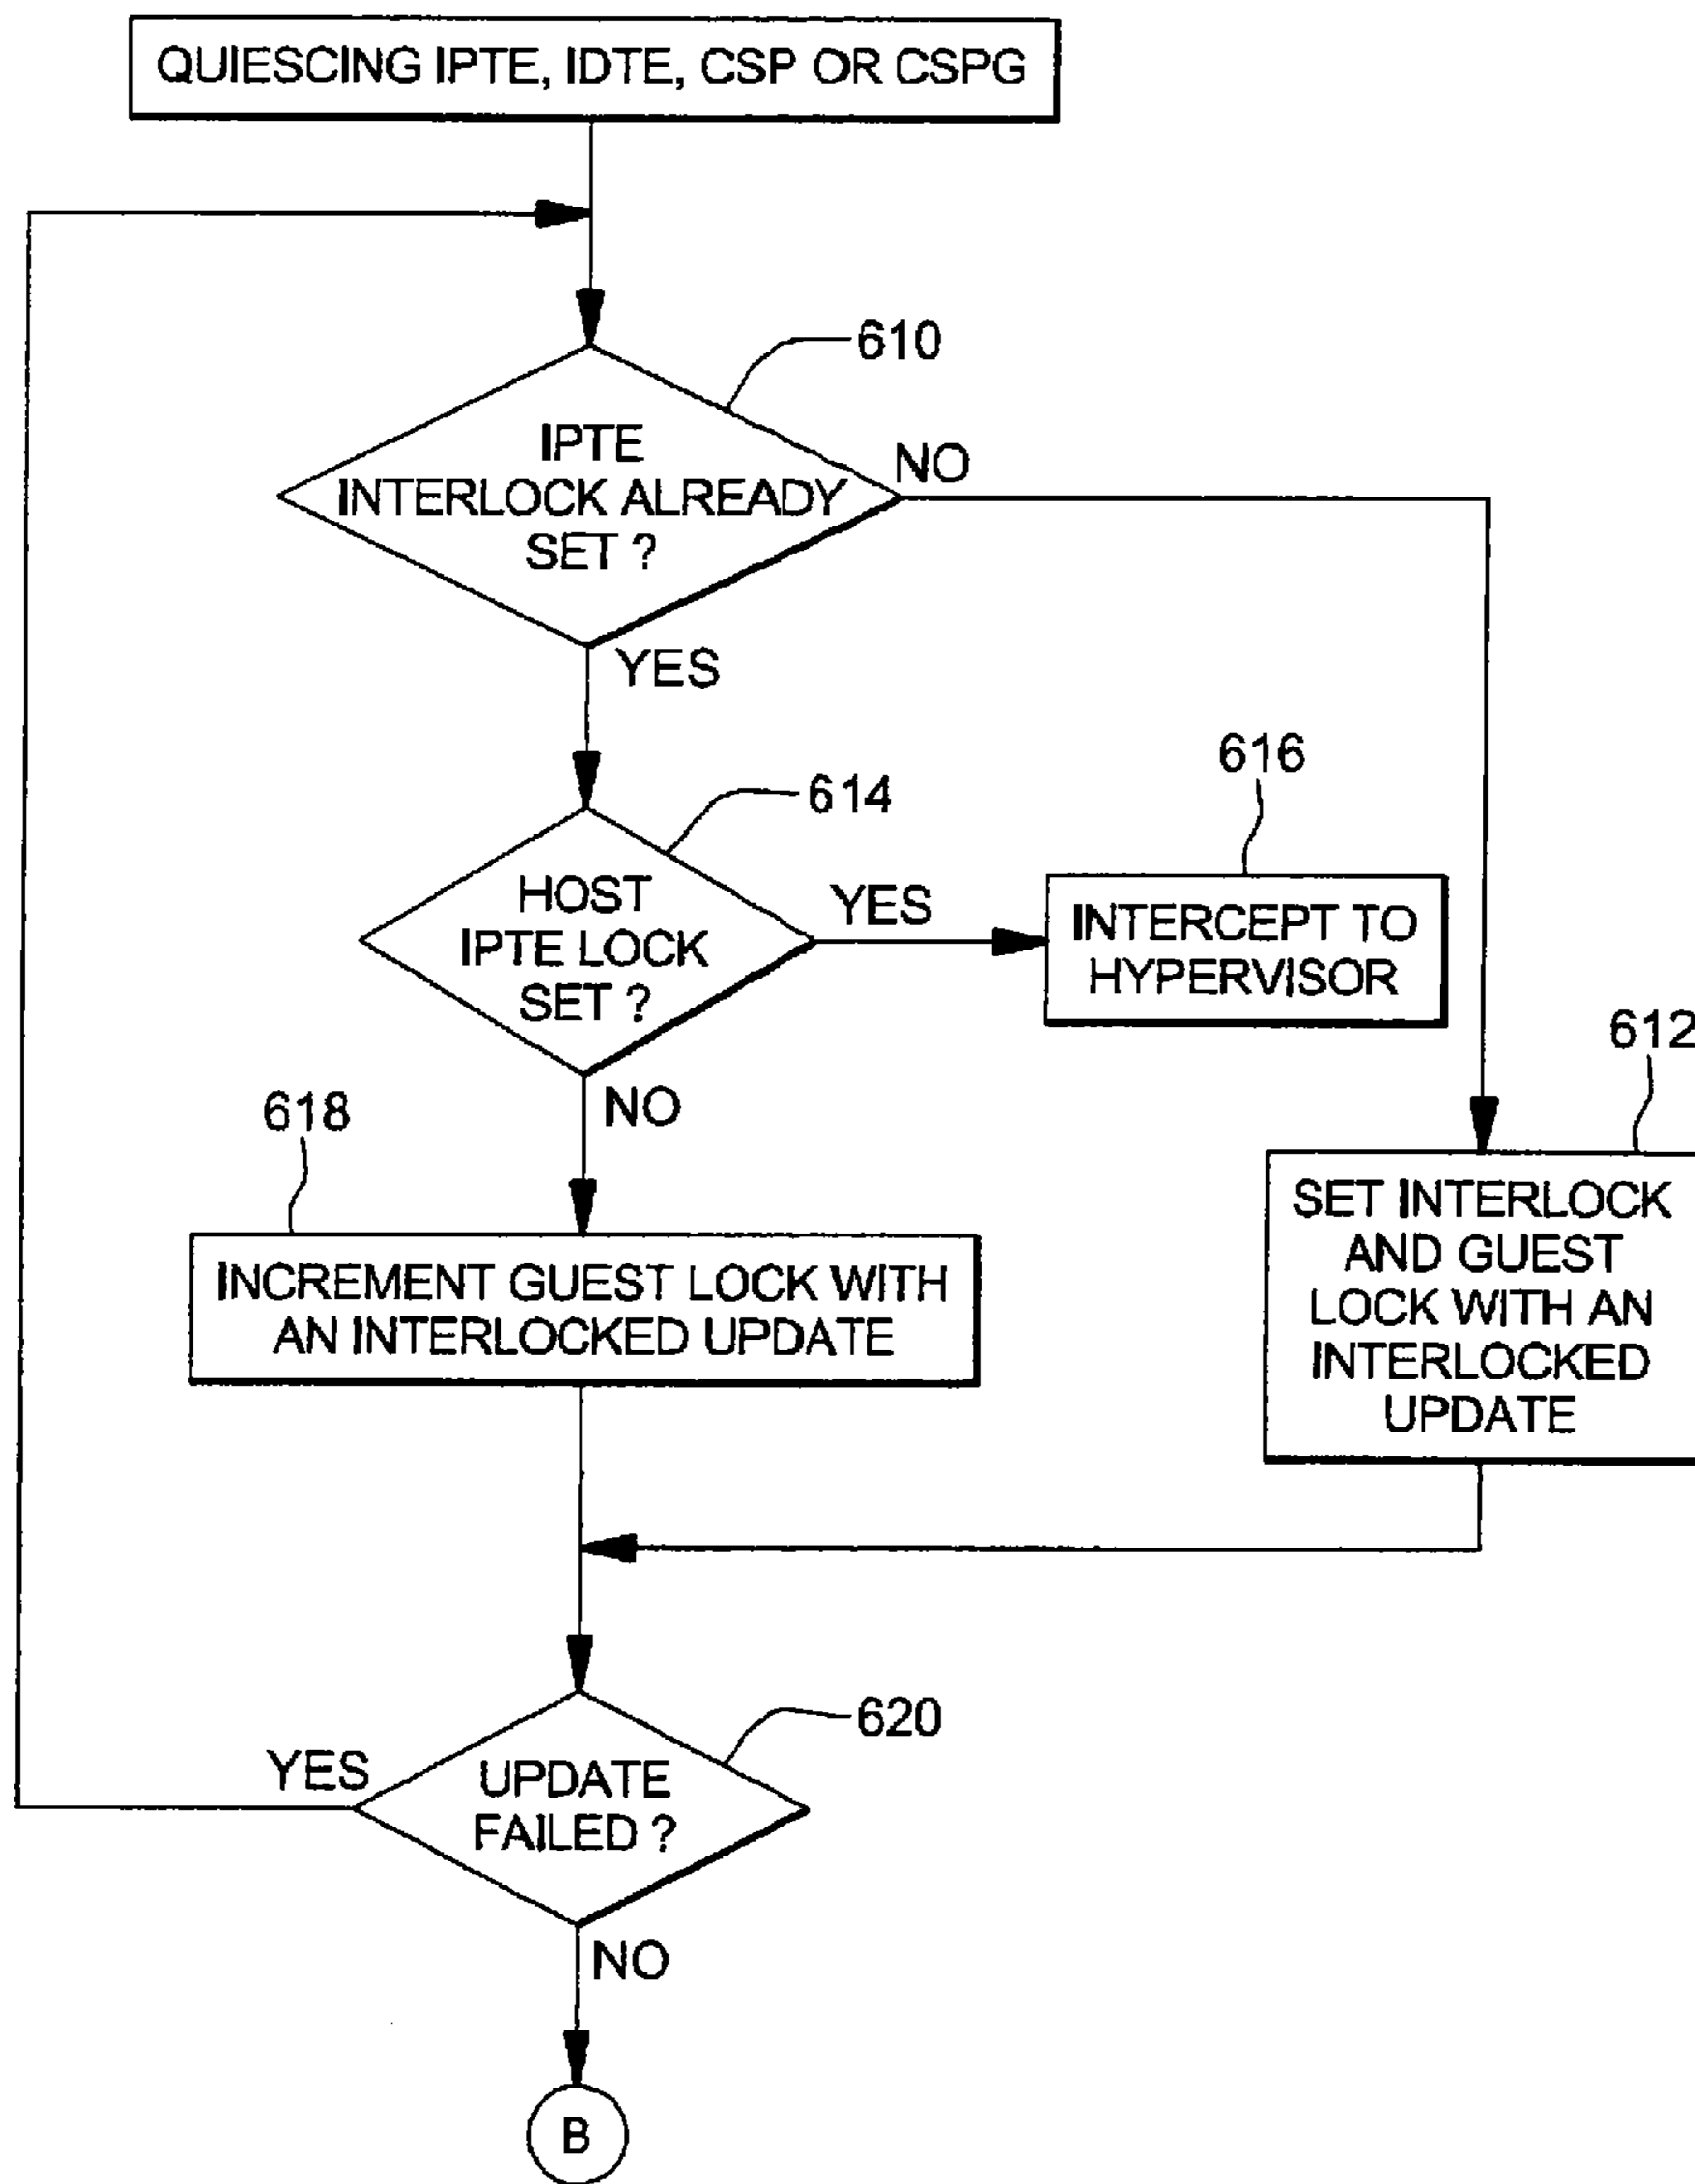 QUIESCING IPTE, IDTE, CSP OR CSPG
610
IPTE
INTERLOCK ALREADY
SET ?
NO
YES
614
HOST
IPTE LOCK
SET ?
YES
616
INTERCEPT TO
HYPERVISOR
NO
612
SET INTERLOCK
AND GUEST
LOCK WITH AN
INTERLOCKED
UPDATE
618
INCREMENT GUEST LOCK WITH
AN INTERLOCKED UPDATE
620
UPDATE
FAILED ?
YES
NO
B